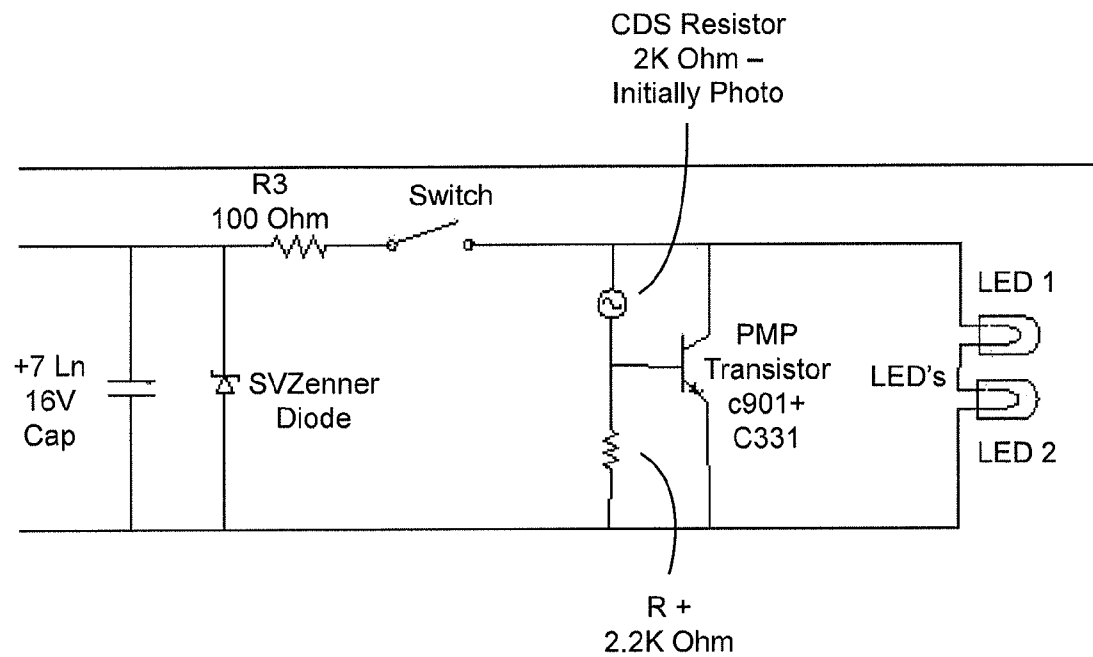 CDS Resistor
2K Ohm –
Initially Photo
R3
100 Ohm
Switch
LED 1
+7 Ln
16V
Cap
SVZenner
Diode
PMP
Transistor
c901+
C331
LED's
LED 2
R +
2.2K Ohm